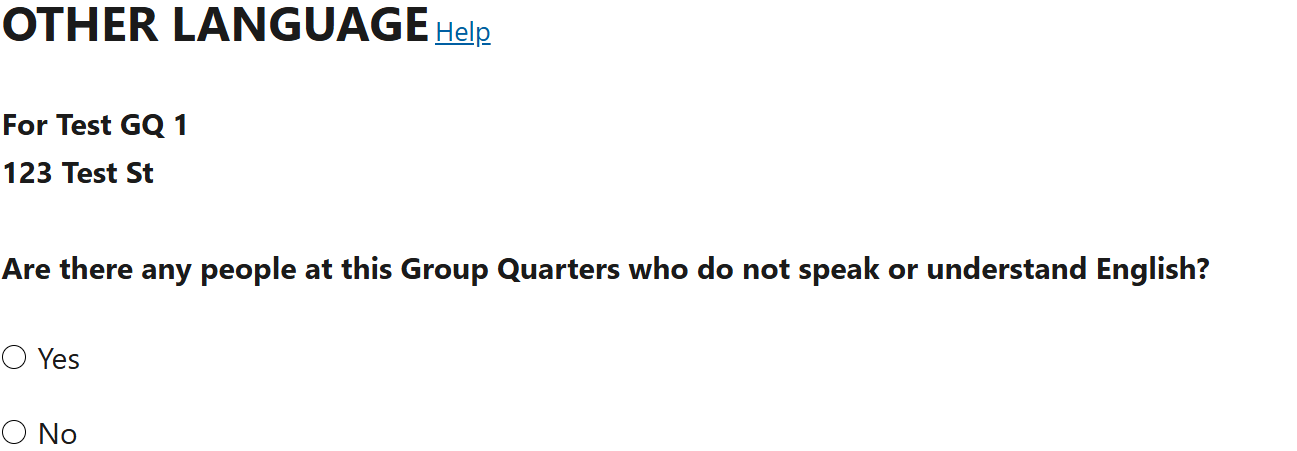 OTHER LANGUAGE Help
For Test GQ 1
123 Test St
Are there any people at this Group Quarters who do not speak or understand English?
Yes
No